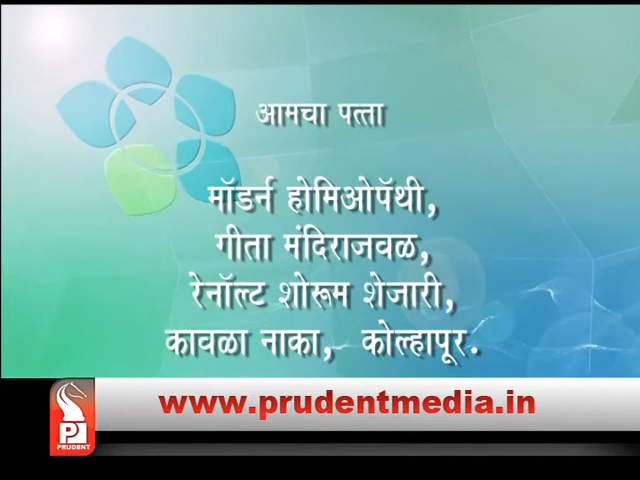 आमचा पत्ता
मॉडर्न होमिओपॅथी,
गीता मंदिराजवळ,
रेनॉल्ट शोरूम शेजारी,
कावळा नाका, कोल्हापूर.
www.prudentmedia.in
P
PRUDENT